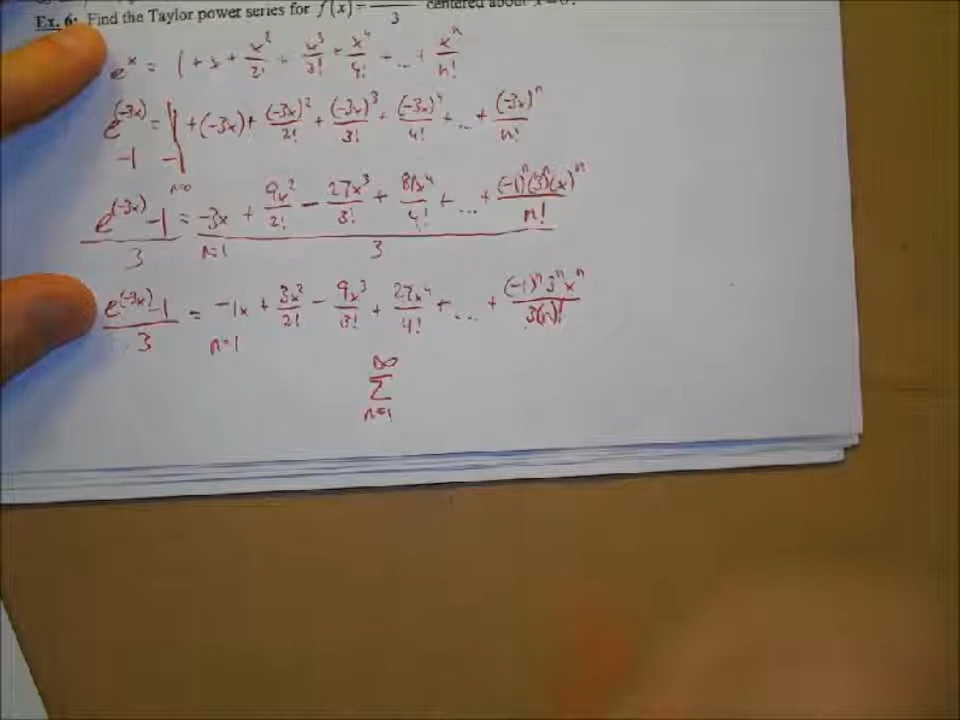 Ex. 6: Find the Taylor power series for f(x) = — 3 centered about
e^x = 1 + x + x^2/2! + x^3/3! + x^4/4! + ... + x^n/n!
e^(-3x) = 1 + (-3x) + (-3x)^2/2! + (-3x)^3/3! + (-3x)^4/4! + ... + (-3x)^n/n!
-1 -1
n=0
e^(-3x) -1 = -3x + 9x^2/2! - 27x^3/3! + 81x^4/4! + ... + (-1)^n(3)^n(x)^n/n!
3 n=1 3
e^(-3x) -1 / 3 = -1x + 3x^2/2! - 9x^3/3! + 27x^4/4! + ... + (-1)^n 3^n x^n / 3(n)!
n=1
∞
Σ
n=1